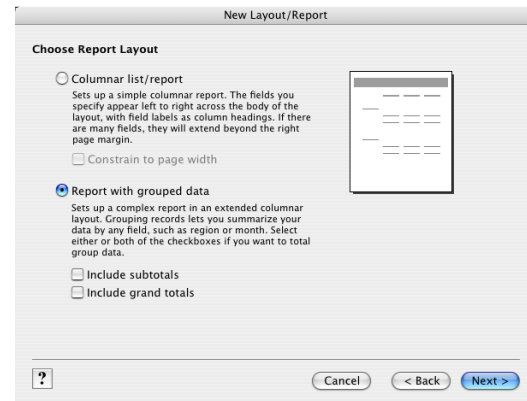 New Layout/Report
Choose Report Layout
Columnar list/report
Sets up a simple columnar report. The fields you
specify appear left to right across the body of the
layout, with field labels as column headings. If there
are many fields, they will extend beyond the right
page margin.
Constrain to page width
Report with grouped data
Sets up a complex report in an extended columnar
layout. Grouping records lets you summarize your
data by any field, such as region or month. Select
either or both of the checkboxes if you want to total
group data.
Include subtotals
Include grand totals
?
Cancel
< Back
Next >